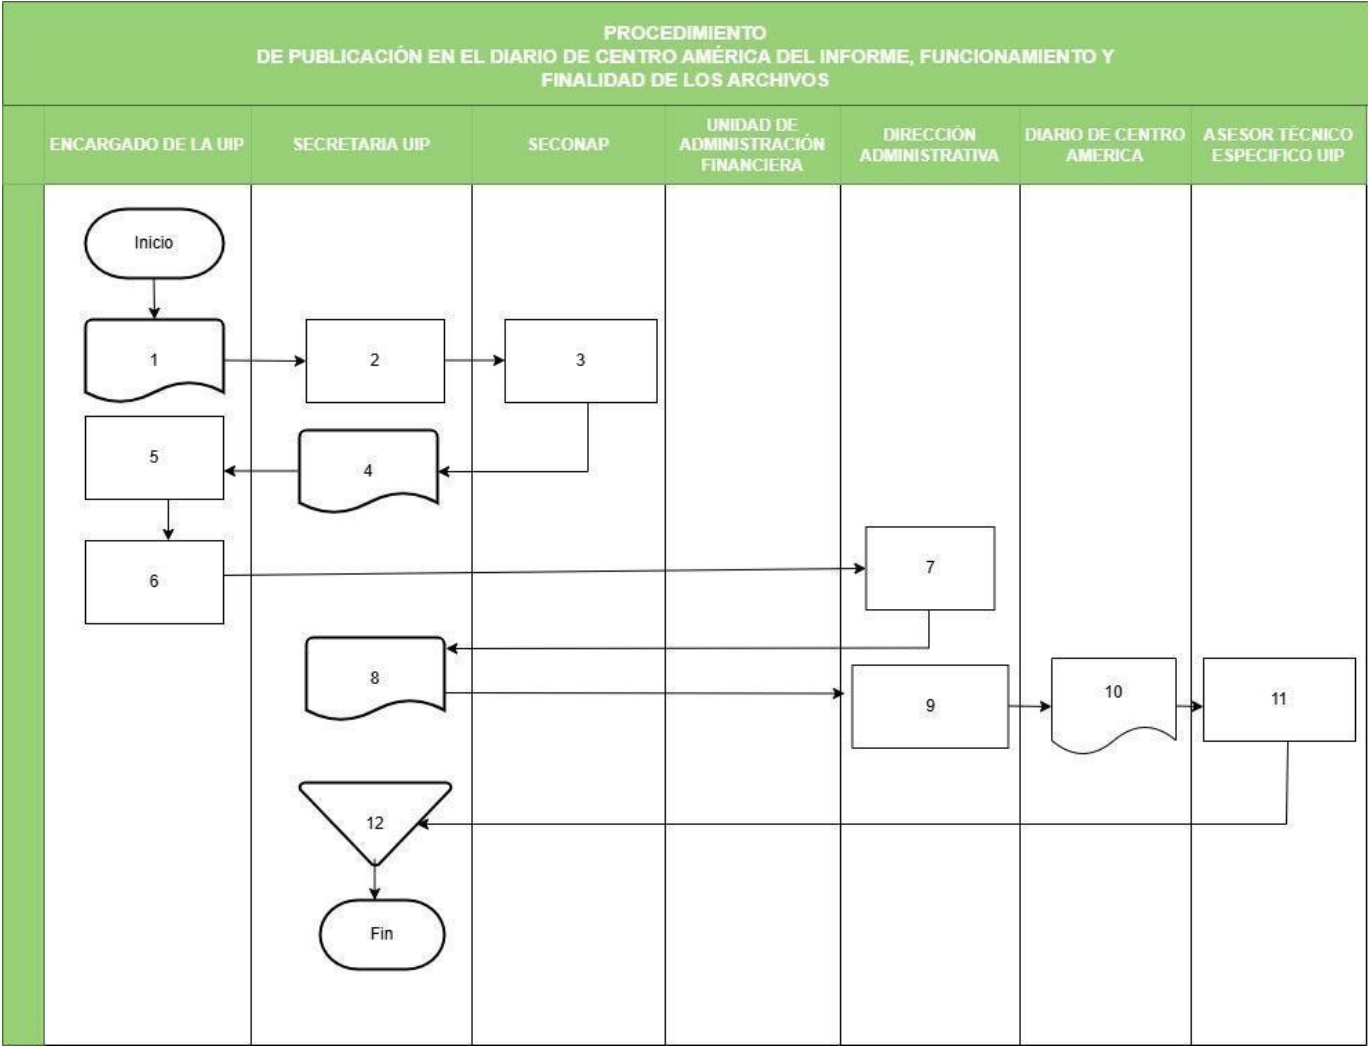 PROCEDIMIENTO
DE PUBLICACIÓN EN EL DIARIO DE CENTRO AMÉRICA DEL INFORME, FUNCIONAMIENTO Y
FINALIDAD DE LOS ARCHIVOS
ENCARGADO DE LA UIP
SECRETARIA UIP
SECONAP
UNIDAD DE
ADMINISTRACIÓN
FINANCIERA
DIRECCIÓN
ADMINISTRATIVA
DIARIO DE CENTRO
AMERICA
ASESOR TÉCNICO
ESPECIFICO UIP
Inicio
1
2
3
5
4
6
7
8
9
10
11
12
Fin